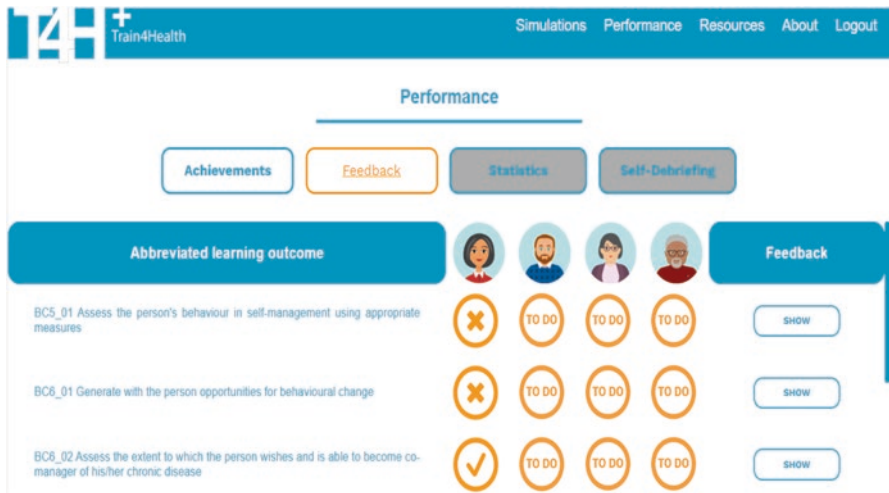 T4H+
Train4Health
Simulations Performance Resources About Logout
Performance
Achievements Feedback Statistics Self-Debriefing
Abbreviated learning outcome Feedback
BC5_01 Assess the person's behaviour in self-management using appropriate
measures
TO DO TO DO TO DO SHOW
BC6_01 Generate with the person opportunities for behavioural change
TO DO TO DO TO DO SHOW
BC6_02 Assess the extent to which the person wishes and is able to become co-
manager of his/her chronic disease
TO DO TO DO TO DO SHOW